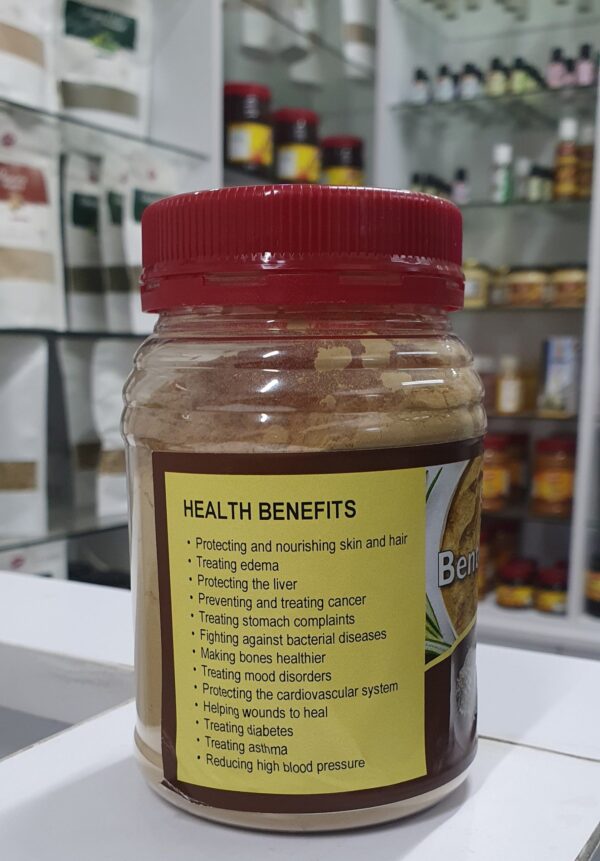 HEALTH BENEFITS
• Protecting and nourishing skin and hair
• Treating edema
• Protecting the liver
• Preventing and treating cancer
• Treating stomach complaints
• Fighting against bacterial diseases
• Making bones healthier
• Treating mood disorders
• Protecting the cardiovascular system
• Helping wounds to heal
• Treating diabetes
• Treating asthma
• Reducing high blood pressure